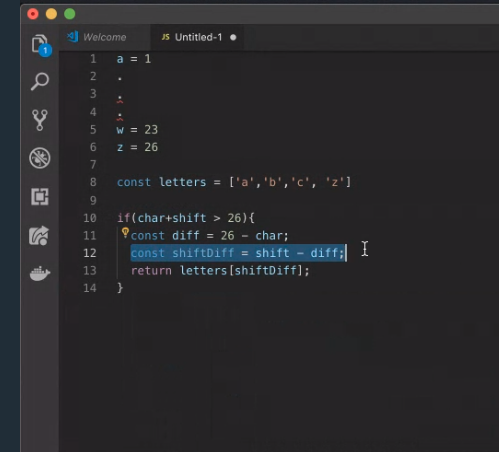 Welcome
JS Untitled-1
1
1 a = 1
2 .
3 .
4 .
5 w = 23
6 z = 26
7
8 const letters = ['a','b','c', 'z']
9
10 if(char+shift > 26){
11 const diff = 26 - char;
12 const shiftDiff = shift - diff;
13 return letters[shiftDiff];
14 }